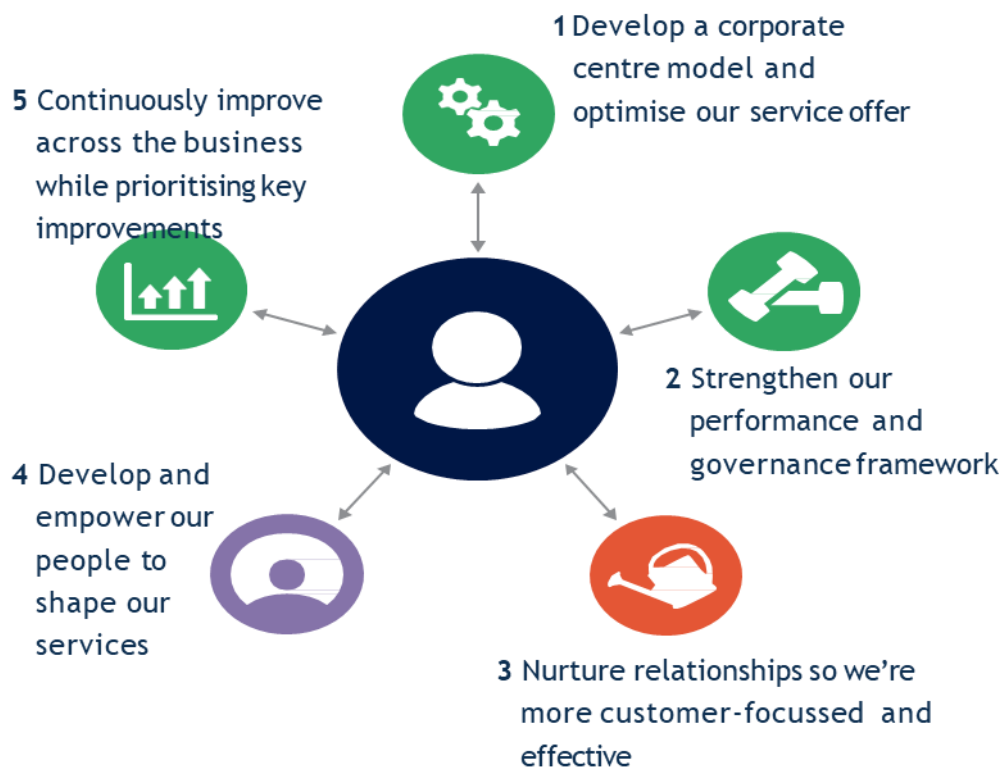 1 Develop a corporate
centre model and
optimise our service offer
2 Strengthen our
performance and
governance framework
3 Nurture relationships so we're
more customer-focussed and
effective
4 Develop and
empower our
people to
shape our
services
5 Continuously improve
across the business
while prioritising key
improvements